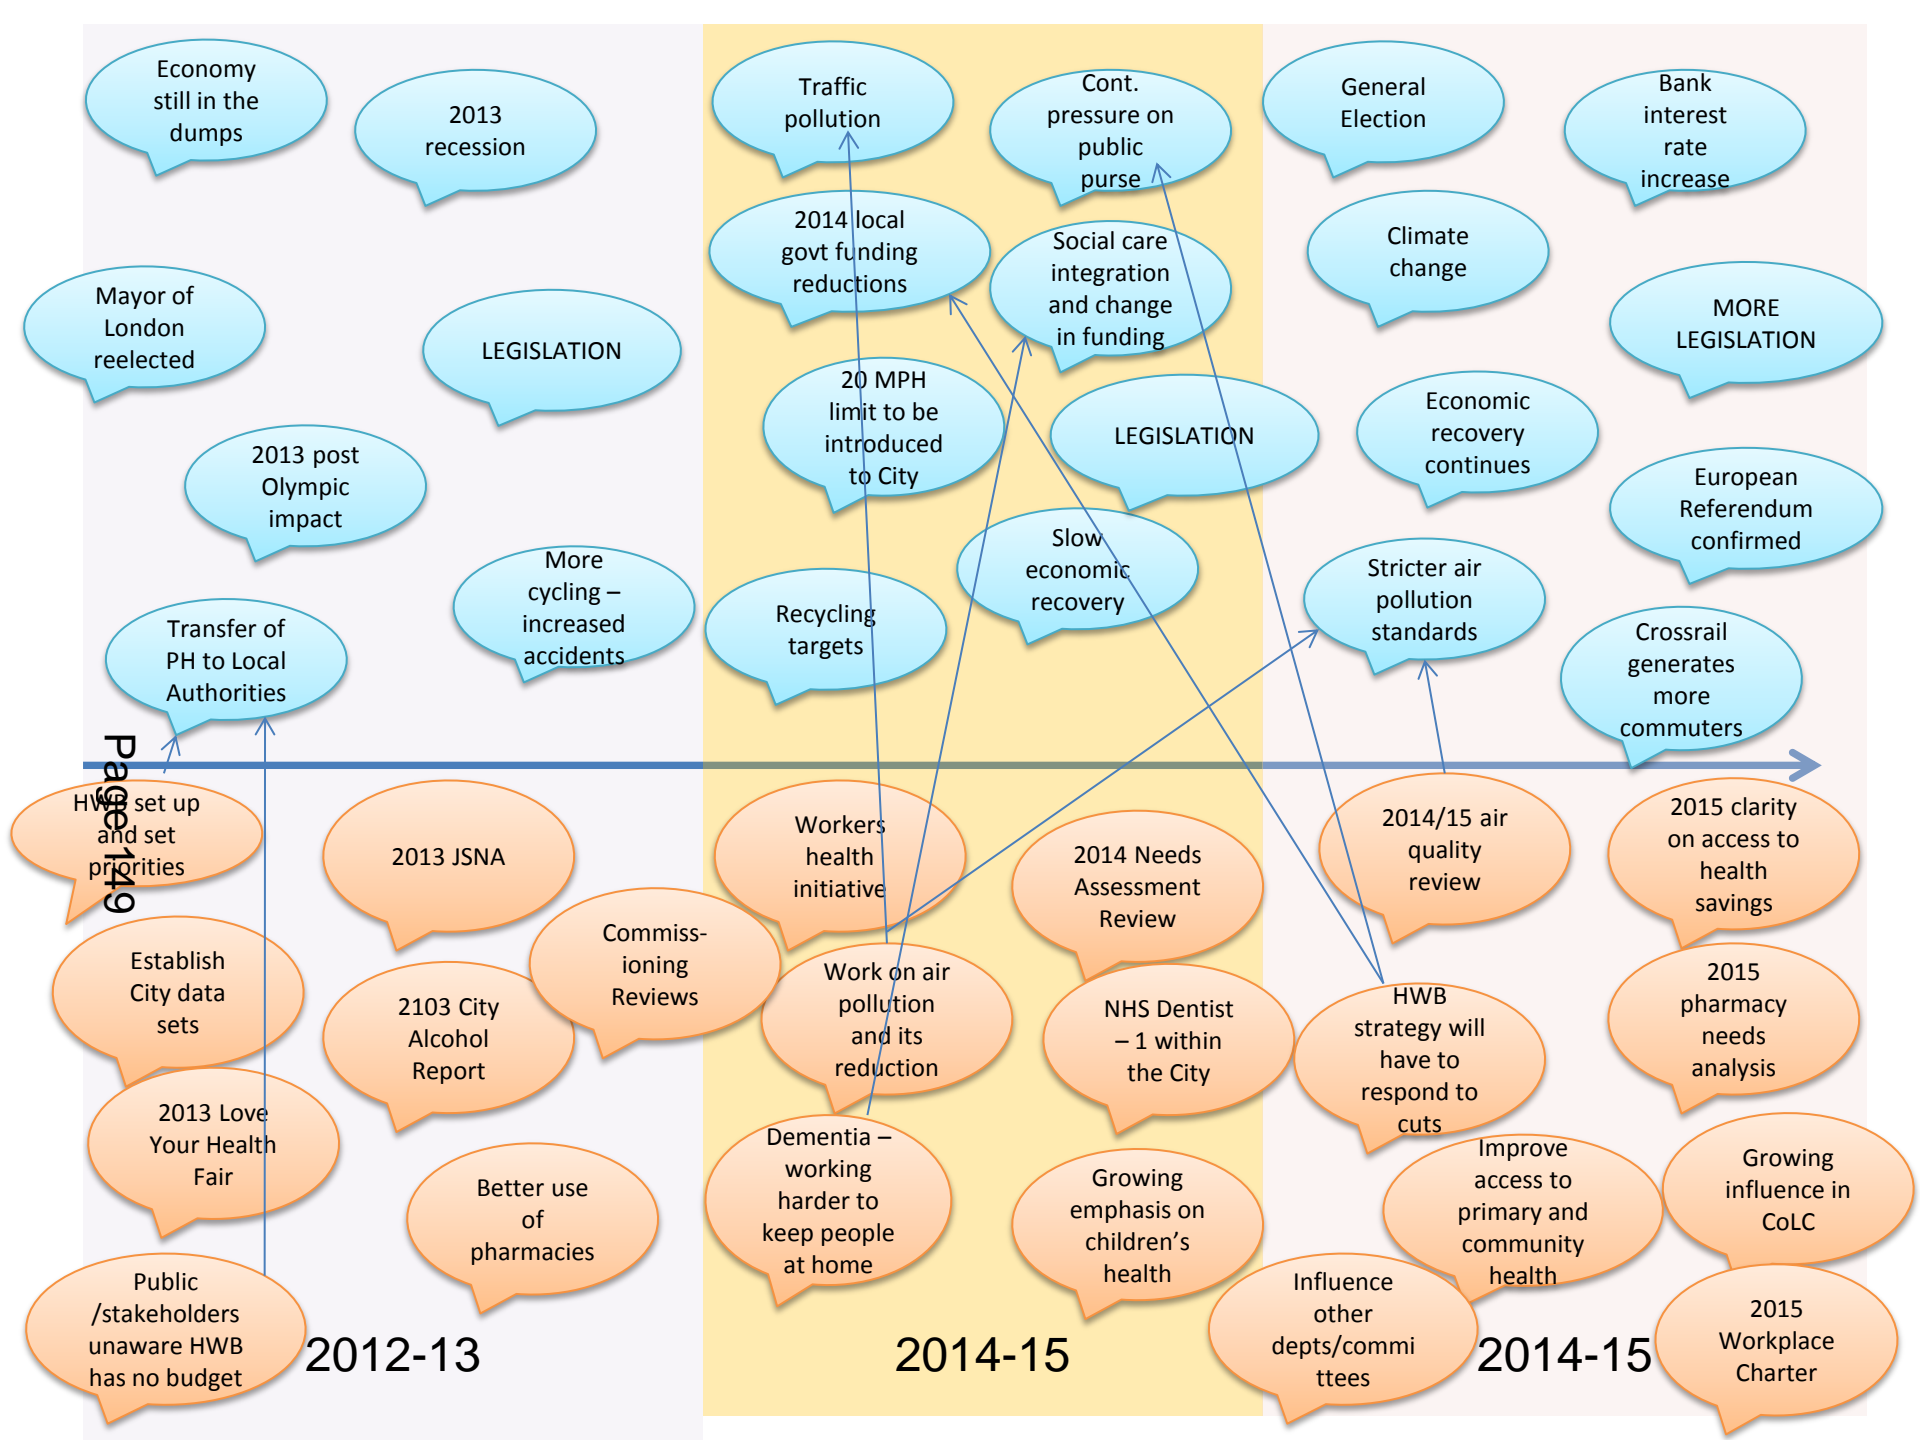 Economy
still in the
dumps
2013
recession
Mayor of
London
reelected
LEGISLATION
2013 post
Olympic
impact
More
cycling –
increased
accidents
Transfer of
PH to Local
Authorities
Traffic
pollution
Cont.
pressure on
public
purse
2014 local
govt funding
reductions
Social care
integration
and change
in funding
20 MPH
limit to be
introduced
to City
LEGISLATION
Slow
economic
recovery
Recycling
targets
General
Election
Bank
interest
rate
increase
Climate
change
MORE
LEGISLATION
Economic
recovery
continues
European
Referendum
confirmed
Stricter air
pollution
standards
Crossrail
generates
more
commuters
Page 149
HWB set up
and set
priorities
2013 JSNA
Commiss-
ioning
Reviews
Establish
City data
sets
2103 City
Alcohol
Report
2013 Love
Your Health
Fair
Better use
of
pharmacies
Public
/stakeholders
unaware HWB
has no budget
2012-13
Workers
health
initiative
2014 Needs
Assessment
Review
Work on air
pollution
and its
reduction
NHS Dentist
– 1 within
the City
Dementia –
working
harder to
keep people
at home
Growing
emphasis on
children’s
health
2014-15
2014/15 air
quality
review
2015 clarity
on access to
health
savings
HWB
strategy will
have to
respond to
cuts
2015
pharmacy
needs
analysis
Improve
access to
primary and
community
health
Growing
influence in
CoLC
Influence
other
depts/commi
ttees
2015
Workplace
Charter
2014-15